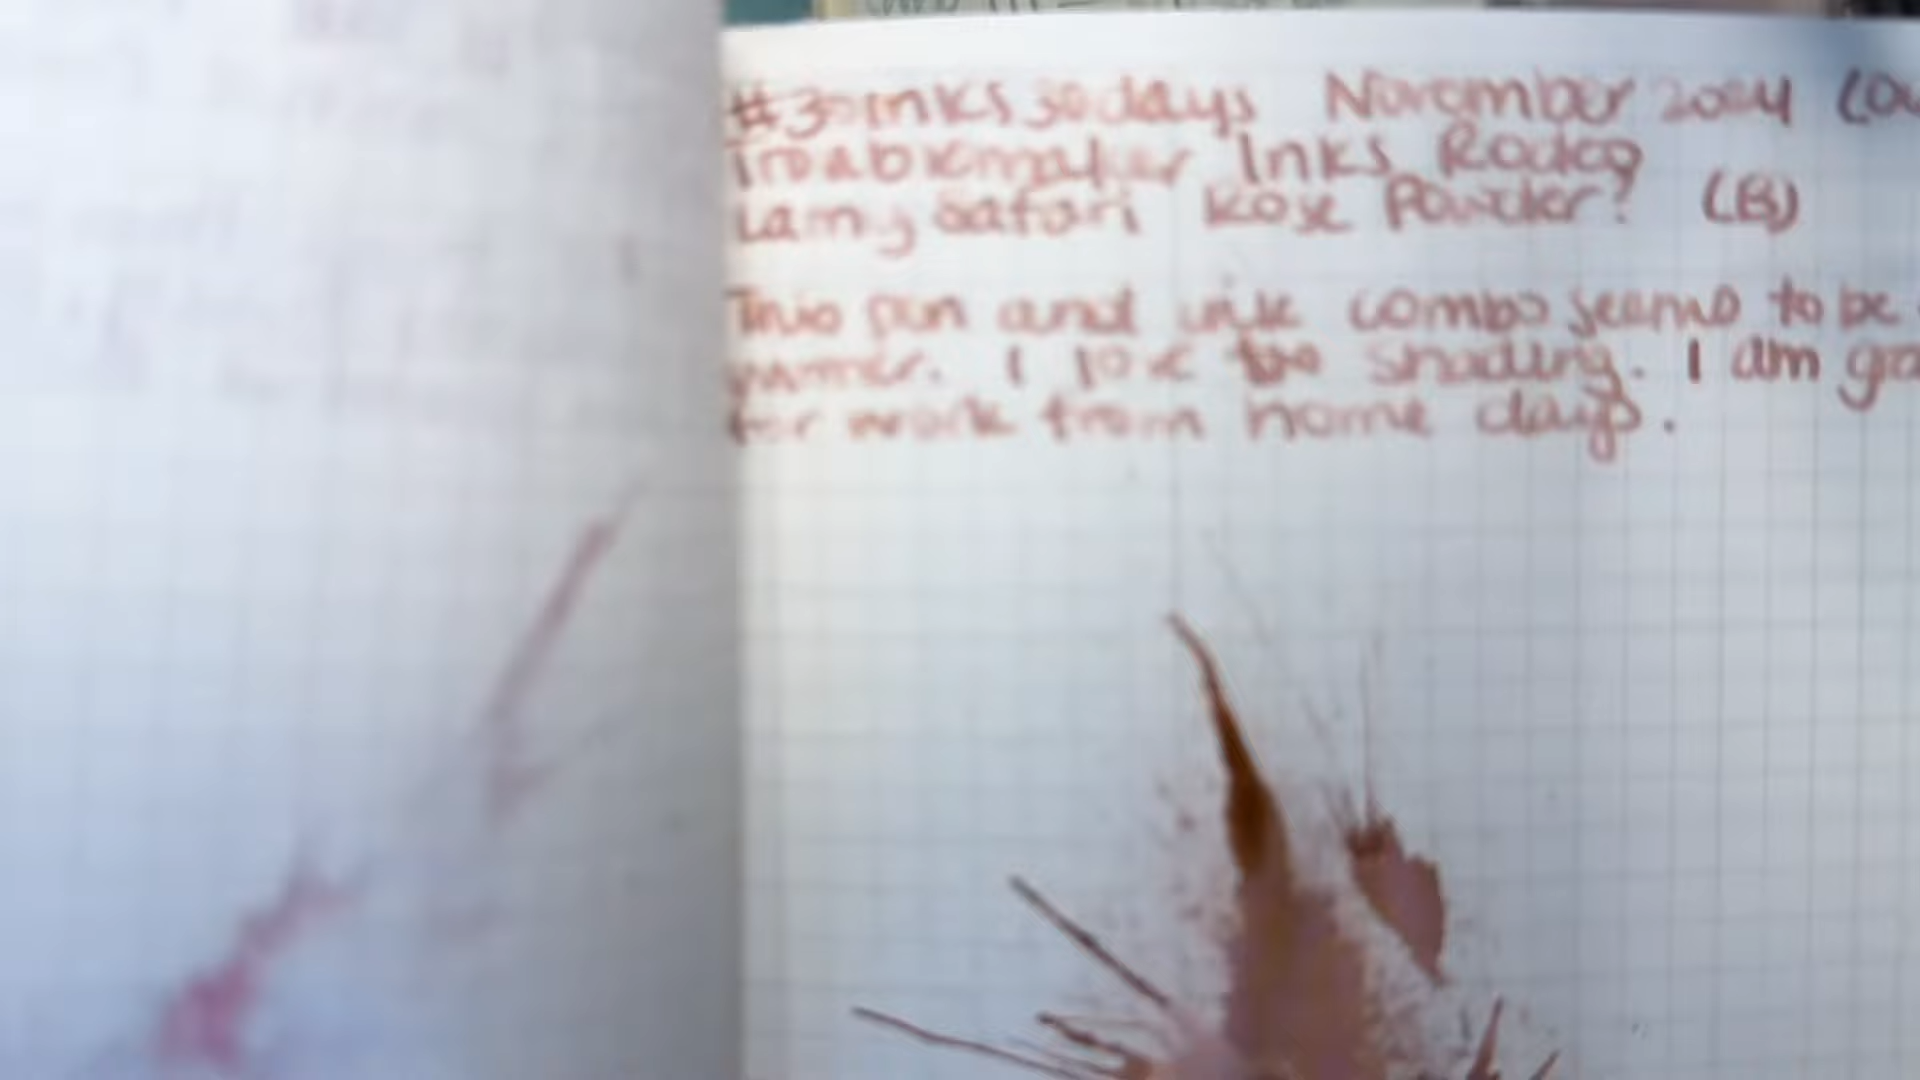 #30inks30days November 2024
Troublemaker Inks Rodeo
Lamy Safari Rose Powder? (B)
This pen and ink combo seems to be
I love the shading. I am
for work from home days.